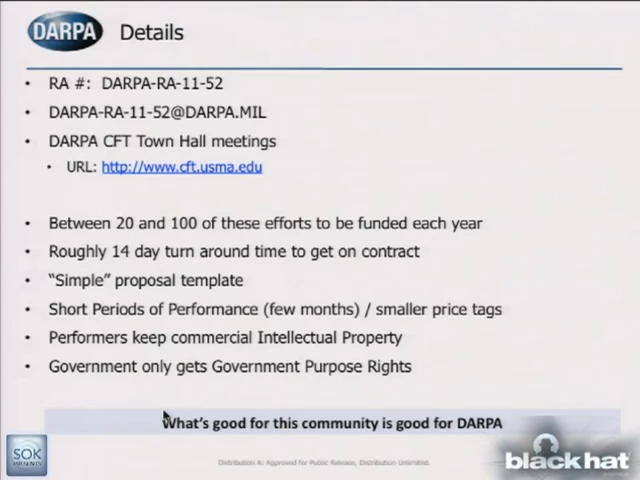 DARPA Details
RA #: DARPA-RA-11-52
DARPA-RA-11-52@DARPA.MIL
DARPA CFT Town Hall meetings
URL: http://www.cft.usma.edu
Between 20 and 100 of these efforts to be funded each year
Roughly 14 day turn around time to get on contract
“Simple” proposal template
Short Periods of Performance (few months) / smaller price tags
Performers keep commercial Intellectual Property
Government only gets Government Purpose Rights
What's good for this community is good for DARPA
SOK
PRESENTS
Distribution A: Approved for Public Release, Distribution Unlimited.
black hat